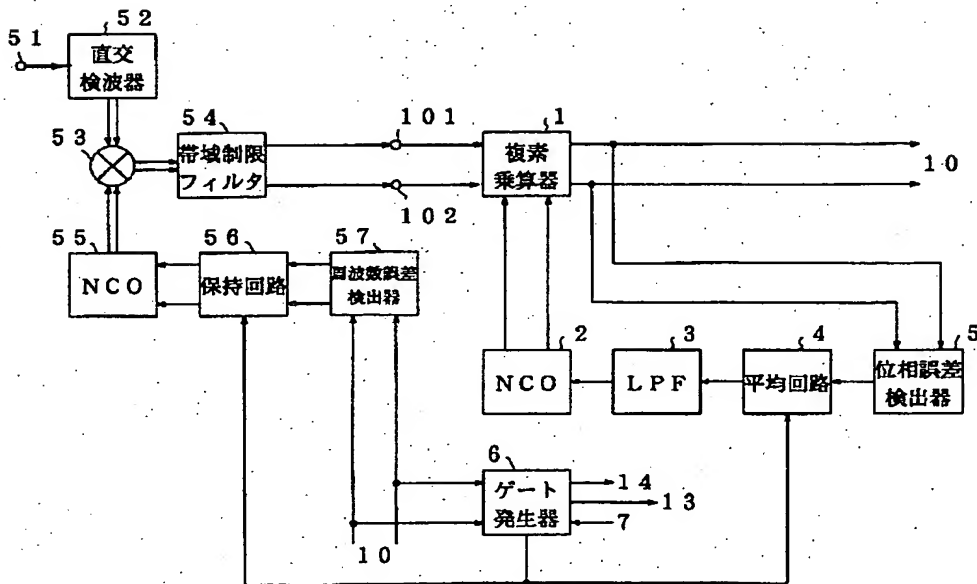 51
52
直交
検波器
53
54
帯域制限
フィルタ
101
102
1
複素
乗算器
10
55
NCO
56
保持回路
57
周波数誤差
検出器
2
NCO
3
LPF
4
平均回路
5
位相誤差
検出器
6
ゲート
発生器
14
13
7
10